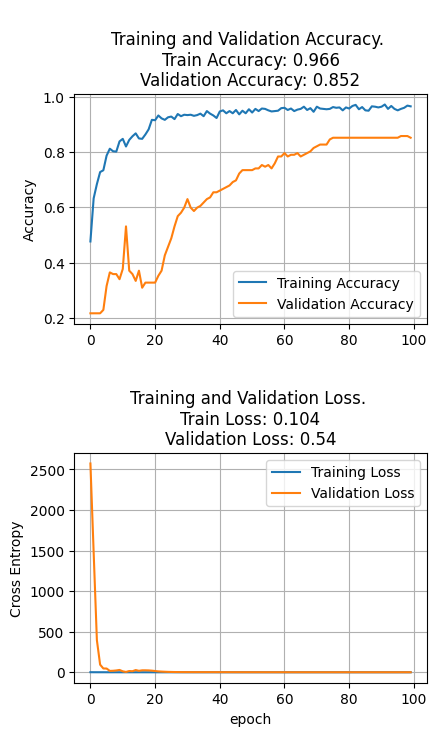 Training and Validation Accuracy.
Train Accuracy: 0.966
Validation Accuracy: 0.852
1.0
0.8
0.6
0.4
0.2
Accuracy
Training Accuracy
Validation Accuracy
0 20 40 60 80 100
Training and Validation Loss.
Train Loss: 0.104
Validation Loss: 0.54
2500
2000
1500
1000
500
0
Cross Entropy
Training Loss
Validation Loss
0 20 40 60 80 100
epoch